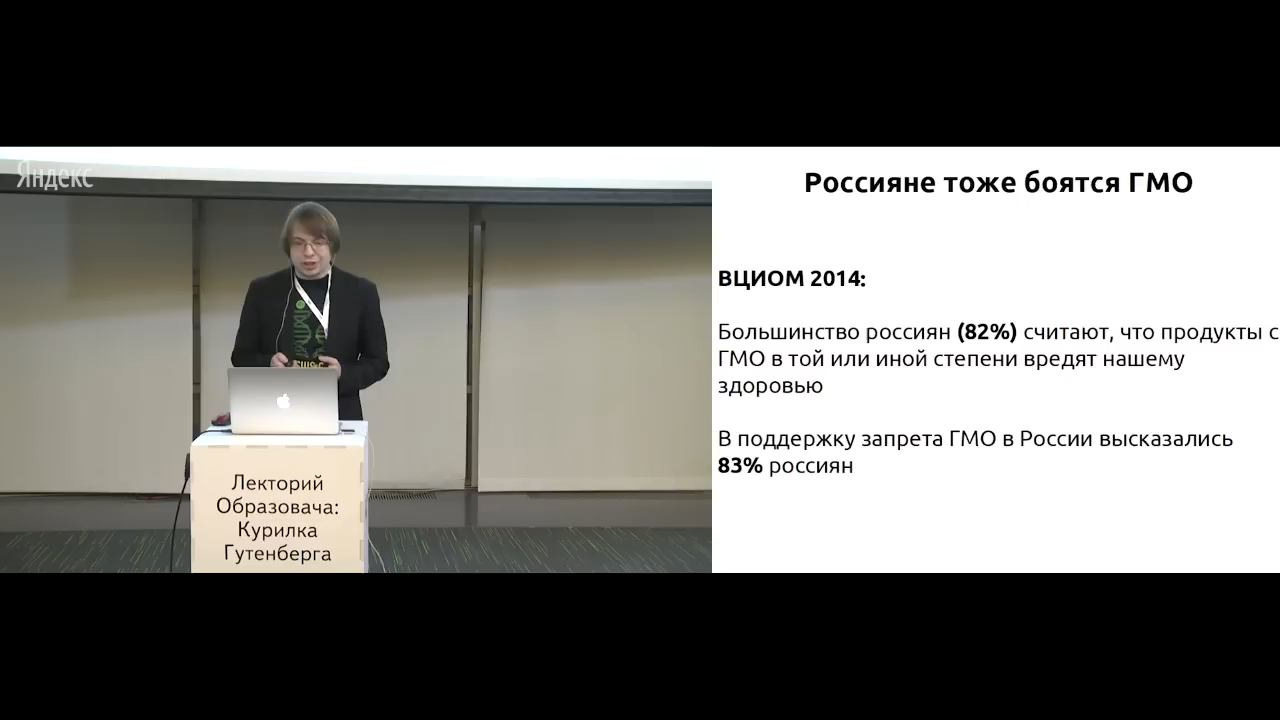 Яндекс
Россияне тоже боятся ГМО
ВЦИОМ 2014:
Большинство россиян (82%) считают, что продукты с
ГМО в той или иной степени вредят нашему
здоровью
В поддержку запрета ГМО в России высказались
83% россиян
Лекторий
Образовача:
Курилка
Гутенберга